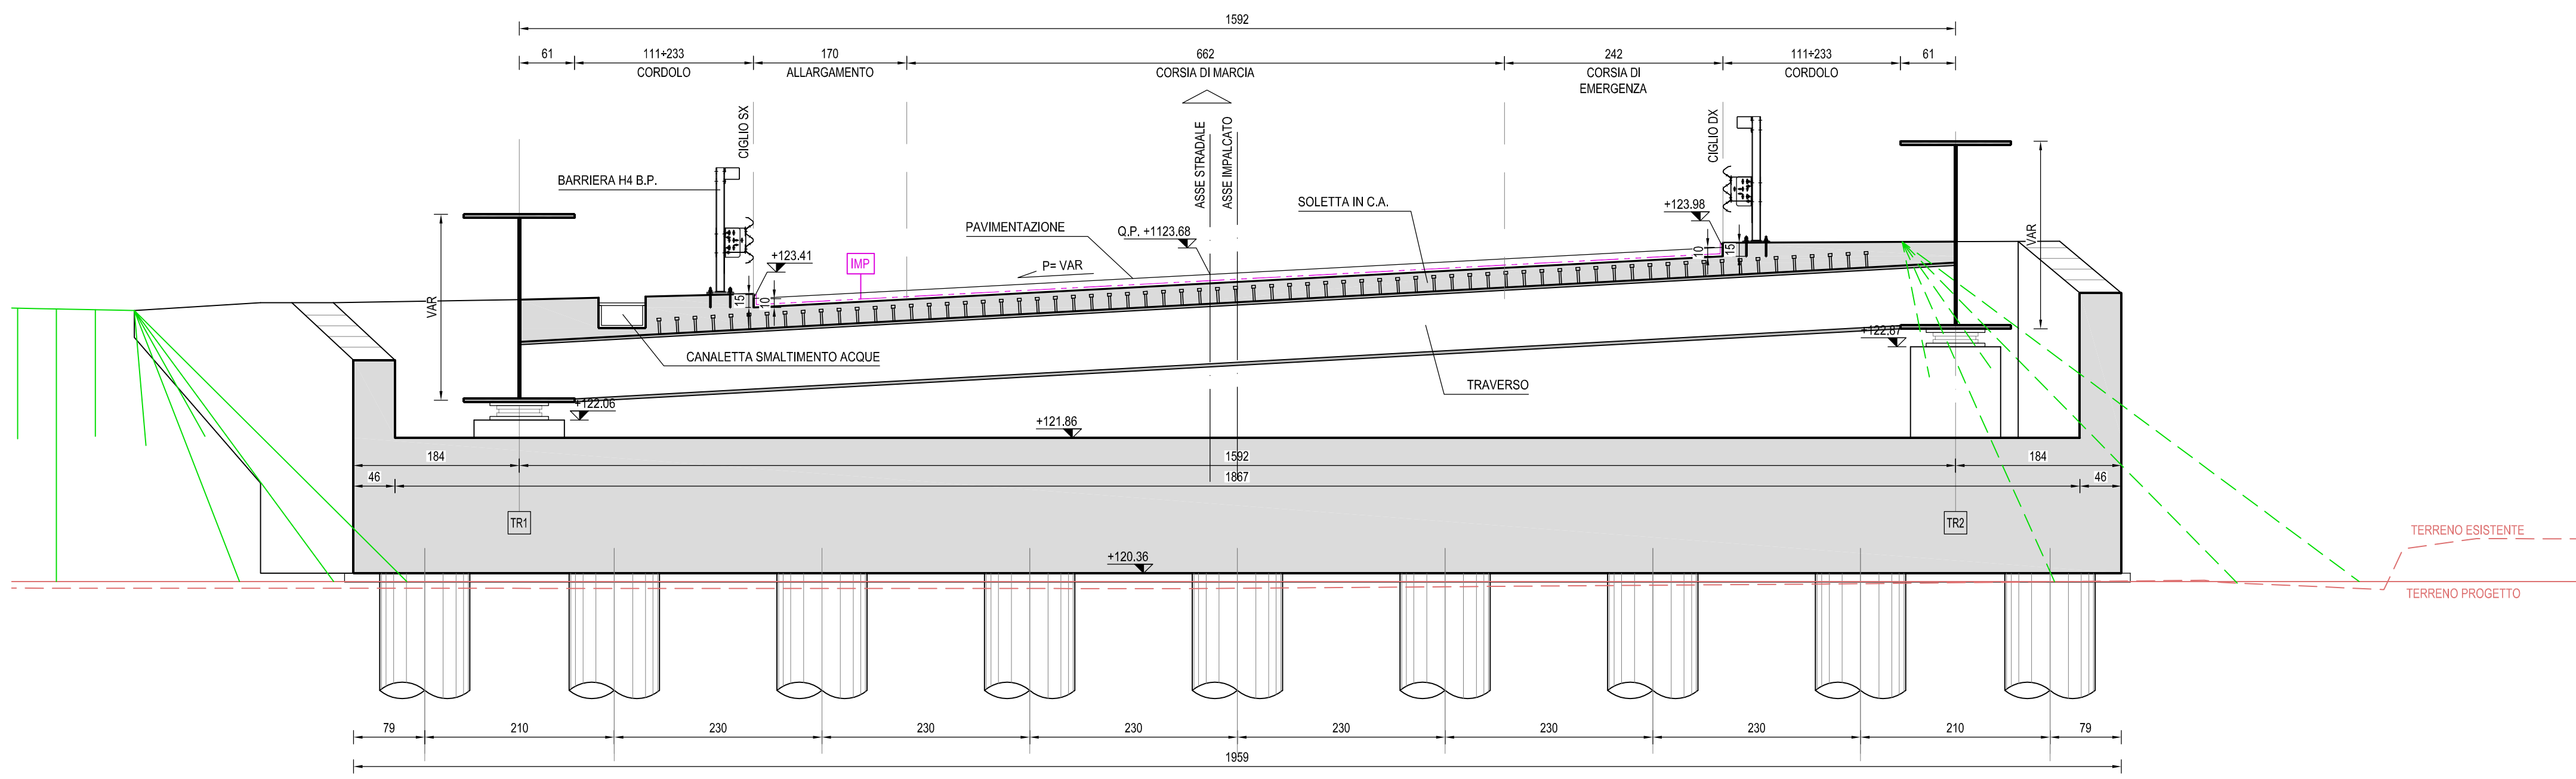 1592
61
111÷233
170
662
242
111÷233
61
CORDOLO
ALLARGAMENTO
CORSIA DI MARCIA
CORSIA DI
EMERGENZA
CORDOLO
CIGLIO SX
ASSE STRADALE
ASSE IMPALCATO
CIGLIO DX
BARRIERA H4 B.P.
SOLETTA IN C.A.
+123.98
PAVIMENTAZIONE
Q.P. +1123.68
VAR
10
15
+123.41
IMP
P= VAR
VAR
15
10
CANALETTA SMALTIMENTO ACQUE
+122.87
TRAVERSO
+122.06
+121.86
184
1592
184
46
1867
46
TR1
TR2
TERRENO ESISTENTE
+120.36
TERRENO PROGETTO
79
210
230
230
230
230
230
230
210
79
1959